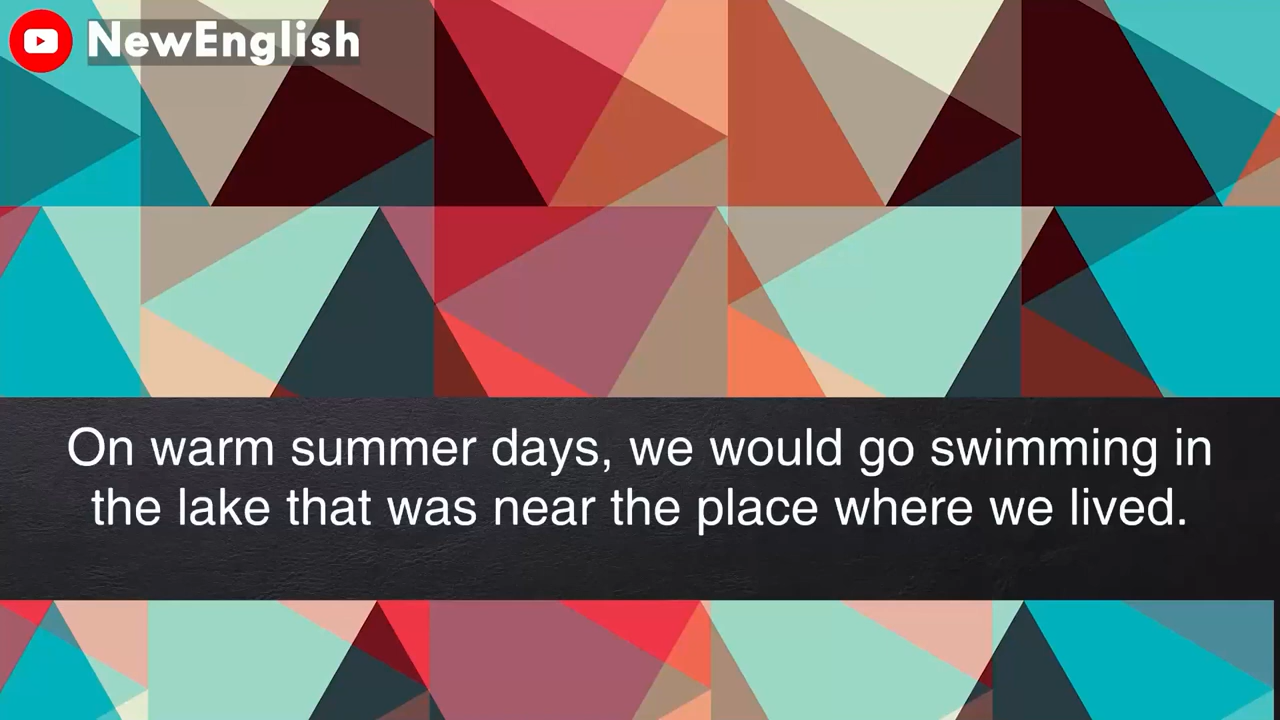 NewEnglish
On warm summer days, we would go swimming in
the lake that was near the place where we lived.